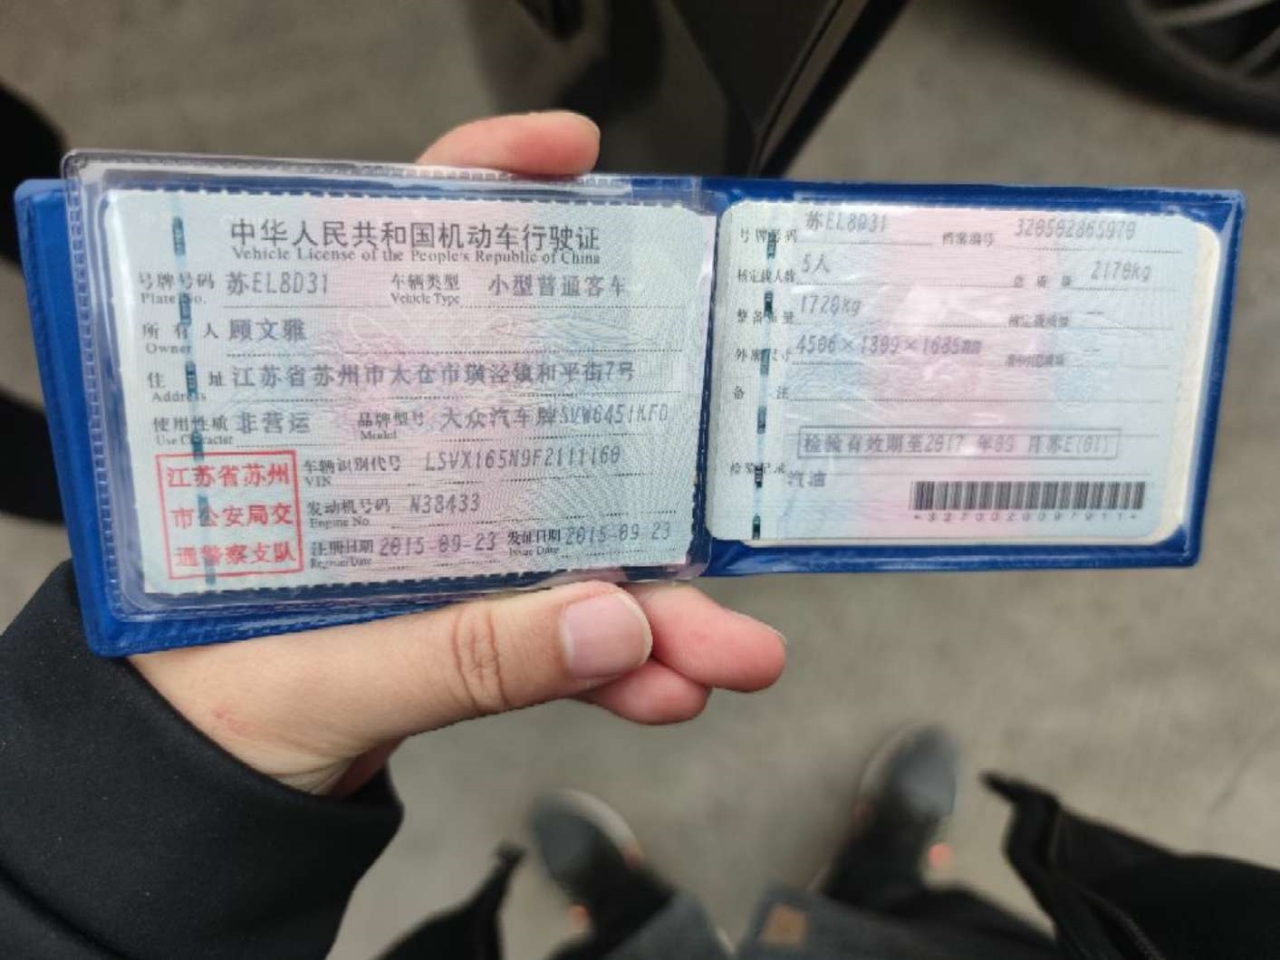 中华人民共和国机动车行驶证
Vehicle License of the People's Republic of China
号牌号码 苏EL8D31 车辆类型 小型普通客车
Plate No. Vehicle Type
所有人 顾文雅
Owner
住址 江苏省苏州市太仓市璜泾镇和平街7号
Address
使用性质 非营运 品牌型号 大众汽车牌SVW6451KFD
Use Character Model
江苏省苏州
市公安局交
通警察支队
车辆识别代号 LSVX165N9F2111160
VIN
发动机号码 N38433
Engine No.
注册日期 2015-09-23 发证日期 2015-09-23
Register Date Issue Date
号牌号码 苏EL8D31 档案编号 320502865970
核定载人数 5人 总质量 2170kg
整备质量 1720kg 核定载质量 --
外廓尺寸 4506×1809×1685mm --
备注
检验有效期至2017年09月苏E(01)
检验记录
汽油
*3270020097011*